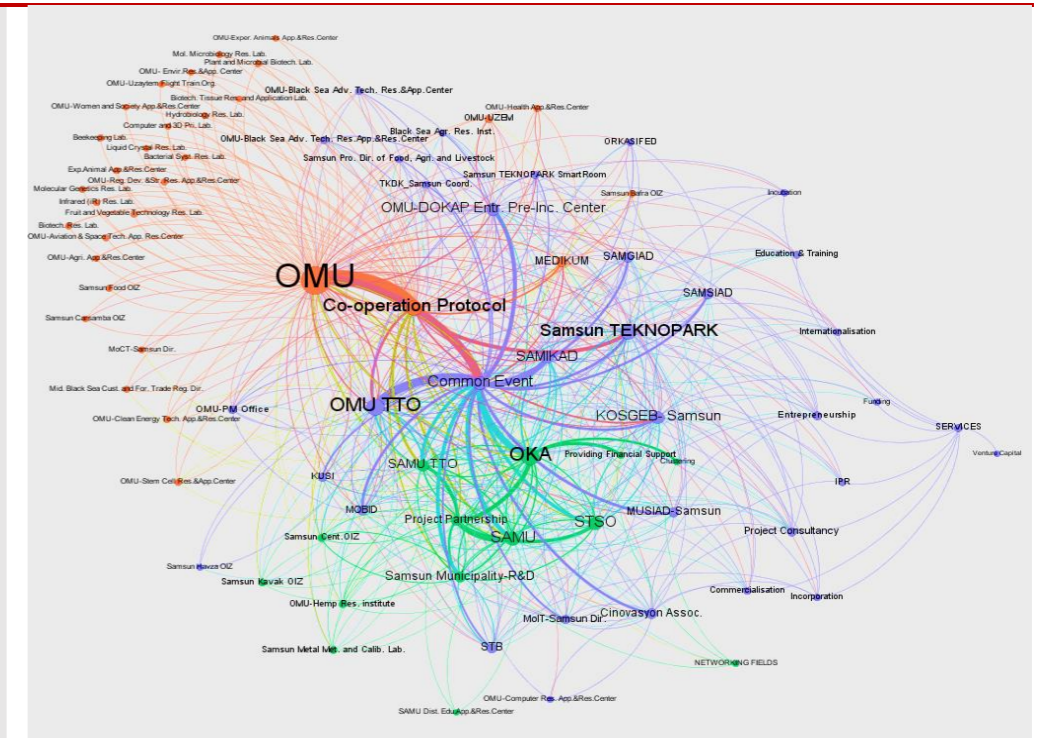 OMU-Exper. Animals App.&Res.Center
Mol. Microbiology Res. Lab.
Plant and Microbial Biotech. Lab.
OMU- Envir.Res.&App. Center
OMU-Uzaytem Flight Train.Org.
OMU-Black Sea Adv. Tech. Res.&App.Center
Biotech. Tissue Res. and Application Lab.
OMU-Women and Society App.&Res.Center
OMU-Health App.&Res.Center
Hydrobiology Res. Lab.
OMU-UZEM
Computer and 3D Pri. Lab.
Black Sea Agr. Res. Inst.
Beekeeping Lab.
OMU-Black Sea Adv. Tech. Res.App.&Res.Center
ORKASIFED
Liquid Crystal Res. Lab.
Bacterial Syst. Res. Lab.
Samsun Pro. Dir. of Food, Agri. and Livestock
Exp.Animal App.&Res.Center
Samsun TEKNOPARK SmartRoom
OMU-Reg. Dev. &Str. Res. App.&Res.Center
TKDK_Samsun Coord.
Molecular Genetics Res. Lab.
Samsun Bafra OIZ
Incubation
Infrared (IR) Res. Lab.
OMU-DOKAP Entr. Pre-Inc. Center
Fruit and Vegetable Technology Res. Lab.
Biotech. Res. Lab.
OMU-Aviation & Space Tech. App. Res.Center
Education & Training
OMU-Agri. App.&Res.Center
MEDIKUM
SAMGIAD
OMU
Samsun Food OIZ
SAMSIAD
Co-operation Protocol
Samsun Carsamba OIZ
Samsun TEKNOPARK
Internationalisation
MoCT-Samsun Dir.
SAMIKAD
Common Event
Mid. Black Sea Cust. and For. Trade Reg. Dir.
Funding
OMU TTO
OMU-PM Office
KOSGEB- Samsun
Entrepreneurship
OMU-Clean Energy Tech. App.&Res.Center
SERVICES
OKA
Providing Financial Support
Venture Capital
SAMU TTO
Clustering
KUSI
OMU-Stem Cell Res.&App.Center
IPR
MOBID
MUSIAD-Samsun
Project Partnership
STSO
Project Consultancy
Samsun Cent.OIZ
SAMU
Samsun Havza OIZ
Samsun Municipality-R&D
Samsun Kavak OIZ
Commercialisation
Incorporation
OMU-Hemp Res. institute
Cinovasyon Assoc.
MoIT-Samsun Dir.
STB
Samsun Metal Met. and Calib. Lab.
NETWORKING FIELDS
OMU-Computer Res. App.&Res.Center
SAMU Dist. Edu.App.&Res.Center